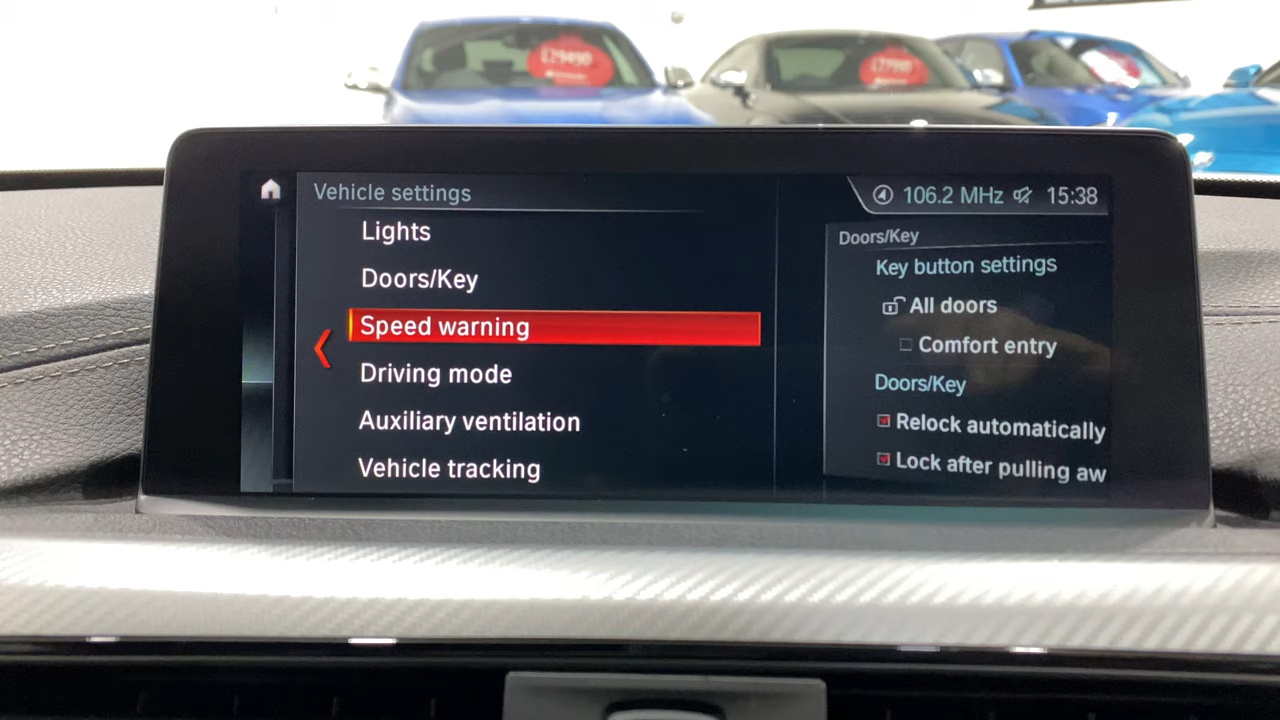 £29490
Vehicle settings
106.2 MHz 15:38
Lights
Doors/Key
Speed warning
Driving mode
Auxiliary ventilation
Vehicle tracking
Doors/Key
Key button settings
All doors
Comfort entry
Doors/Key
Relock automatically
Lock after pulling aw